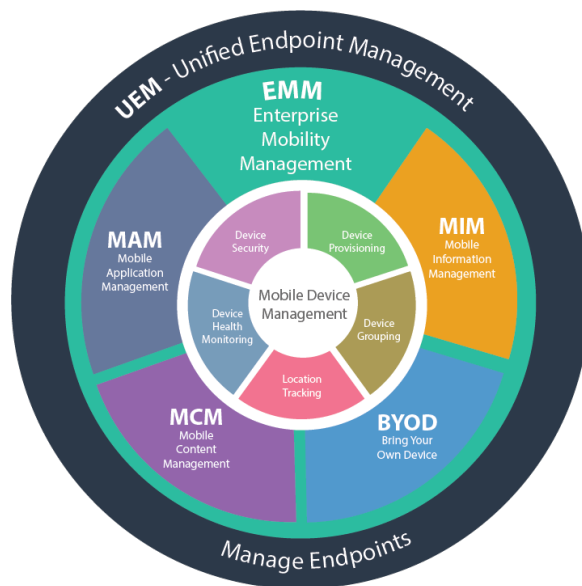 UEM - Unified Endpoint Management
EMM
Enterprise
Mobility
Management
MAM
Mobile
Application
Management
MIM
Mobile
Information
Management
Device
Security
Device
Provisioning
Mobile Device
Management
Device
Health
Monitoring
Device
Grouping
Location
Tracking
MCM
Mobile
Content
Management
BYOD
Bring Your
Own Device
Manage Endpoints